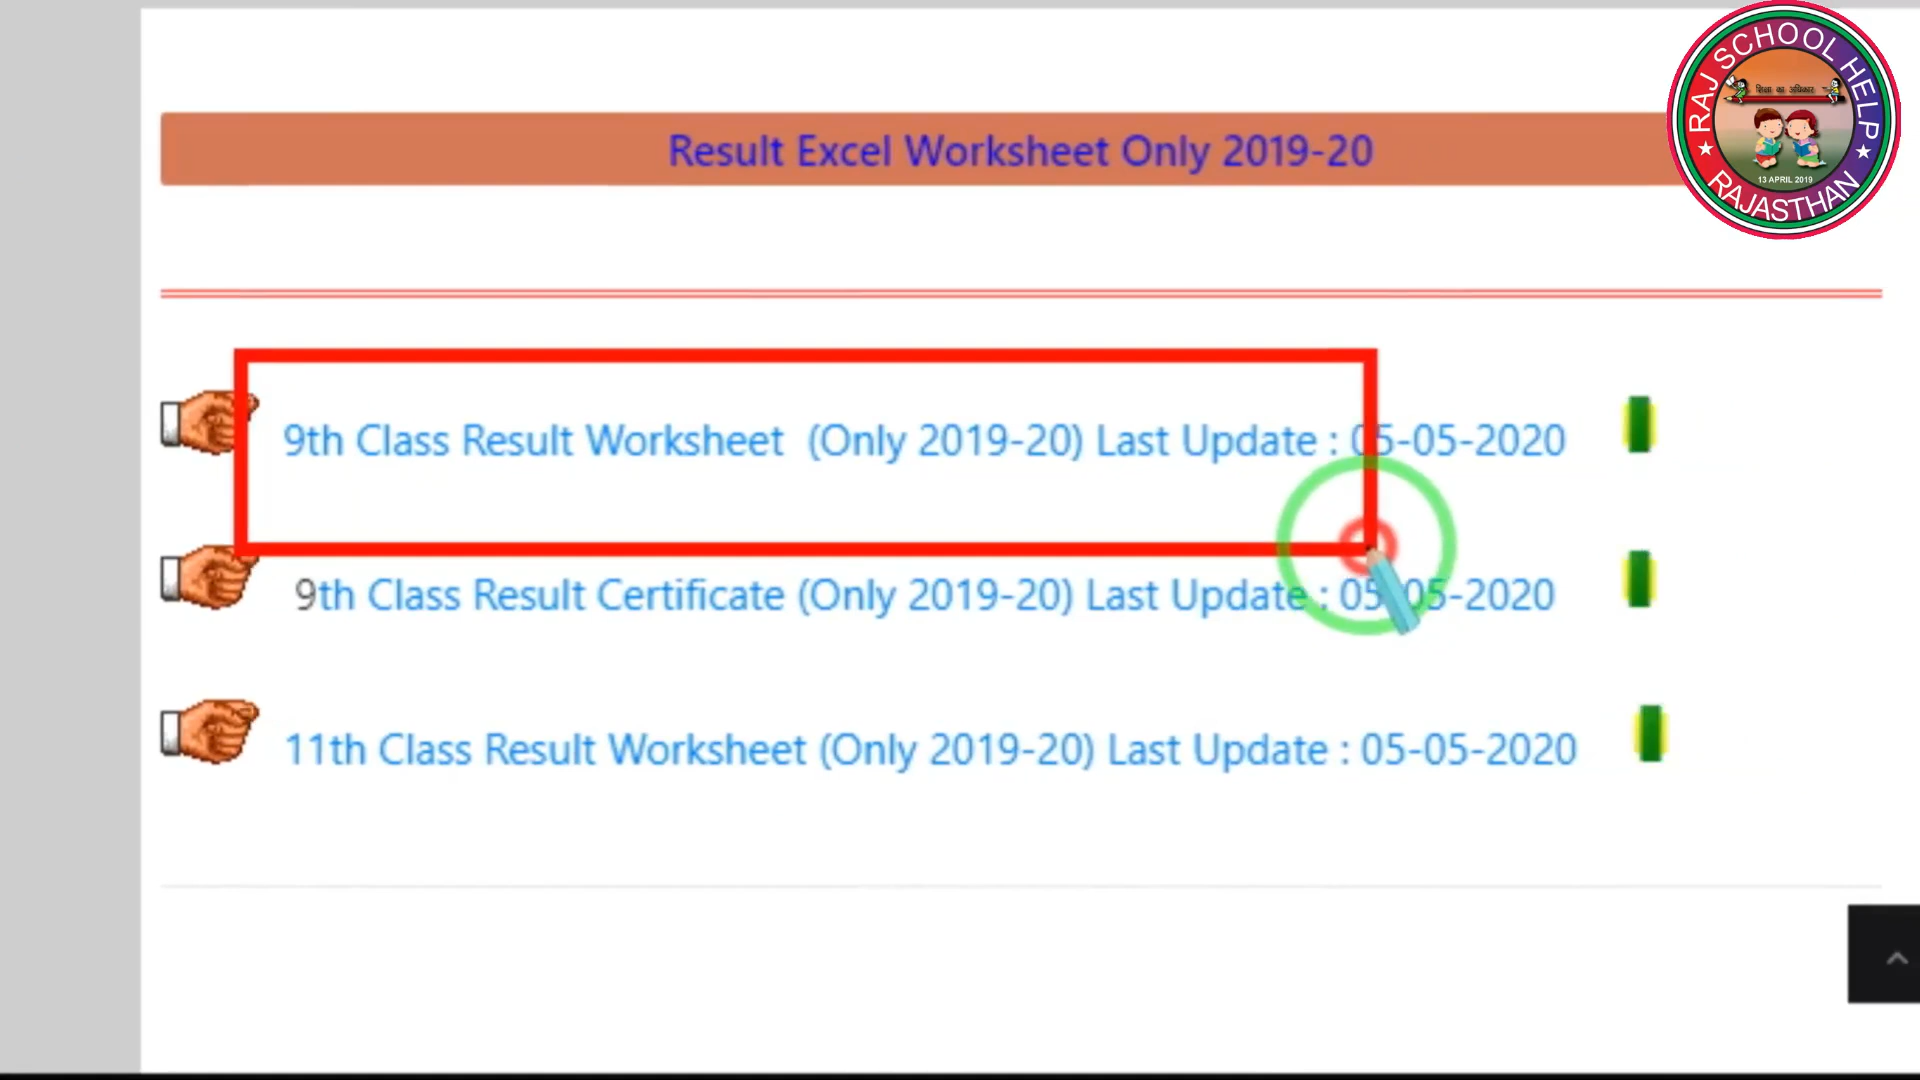 Result Excel Worksheet Only 2019-20
RAJ SCHOOL HELP
शिक्षा का अधिकार
13 APRIL 2019
RAJASTHAN
9th Class Result Worksheet (Only 2019-20) Last Update : 05-05-2020
9th Class Result Certificate (Only 2019-20) Last Update : 05-05-2020
11th Class Result Worksheet (Only 2019-20) Last Update : 05-05-2020